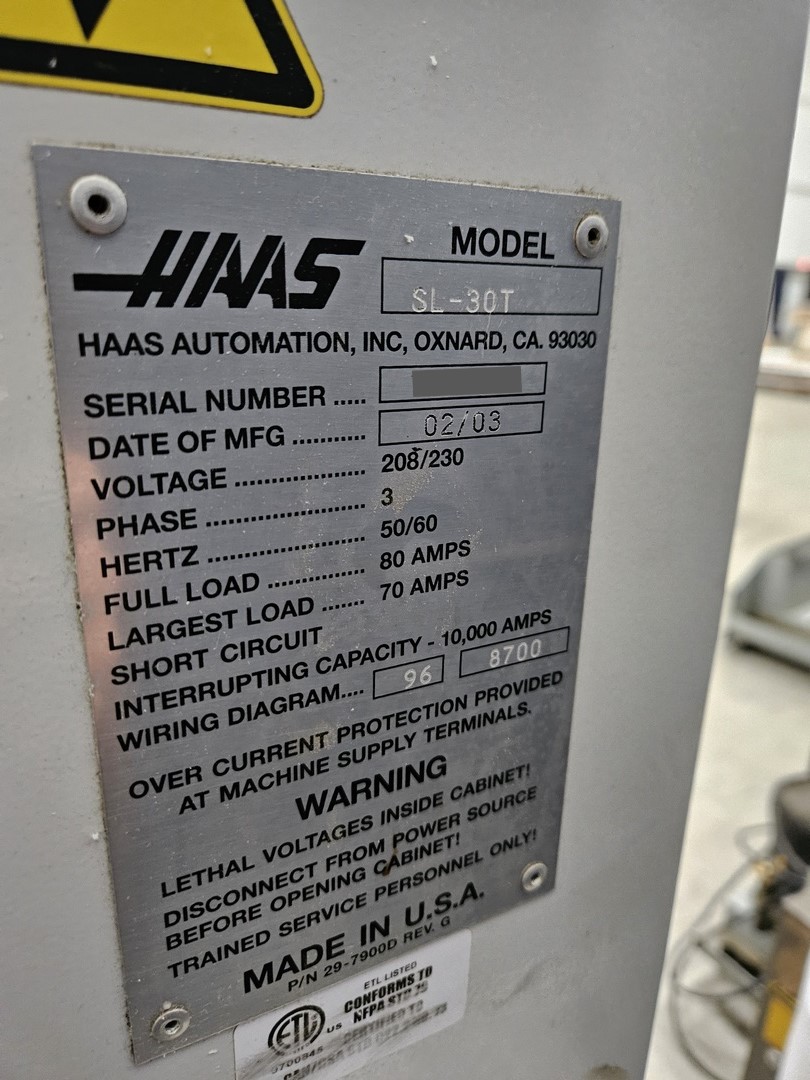 HAAS
MODEL
SL-30T
HAAS AUTOMATION, INC, OXNARD, CA. 93030
SERIAL NUMBER .....
DATE OF MFG ........... 02/03
VOLTAGE .................... 208/230
PHASE ........................ 3
HERTZ ........................ 50/60
FULL LOAD ............... 80 AMPS
LARGEST LOAD ....... 70 AMPS
SHORT CIRCUIT
INTERRUPTING CAPACITY - 10,000 AMPS
WIRING DIAGRAM.... 96 8700
OVER CURRENT PROTECTION PROVIDED
AT MACHINE SUPPLY TERMINALS.
WARNING
LETHAL VOLTAGES INSIDE CABINET!
DISCONNECT FROM POWER SOURCE
BEFORE OPENING CABINET!
TRAINED SERVICE PERSONNEL ONLY!
MADE IN U.S.A.
P/N 29-7900D REV. G
ETL LISTED
CONFORMS TO
NFPA STD 79
ETL US
CERTIFIED TO